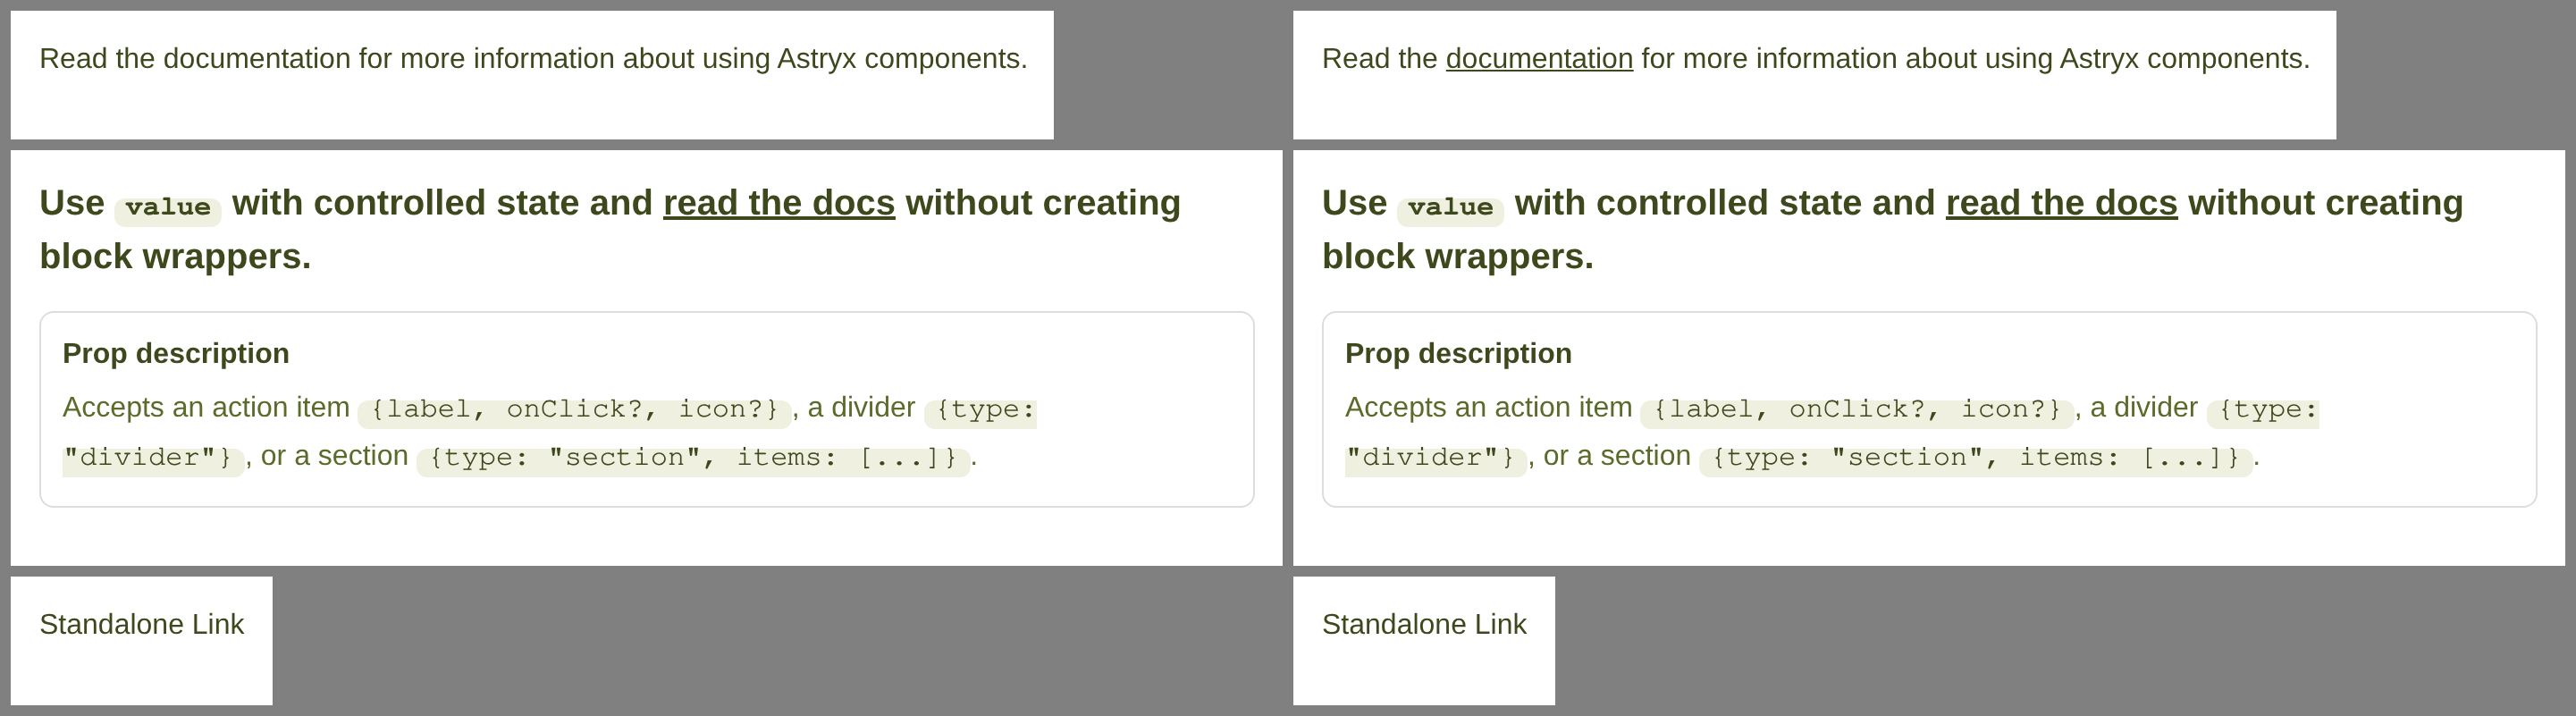 Read the documentation for more information about using Astryx components.
Read the documentation for more information about using Astryx components.
Use value with controlled state and read the docs without creating
block wrappers.
Prop description
Accepts an action item {label, onClick?, icon?}, a divider {type:
"divider"}, or a section {type: "section", items: [...]}.
Use value with controlled state and read the docs without creating
block wrappers.
Prop description
Accepts an action item {label, onClick?, icon?}, a divider {type:
"divider"}, or a section {type: "section", items: [...]}.
Standalone Link
Standalone Link